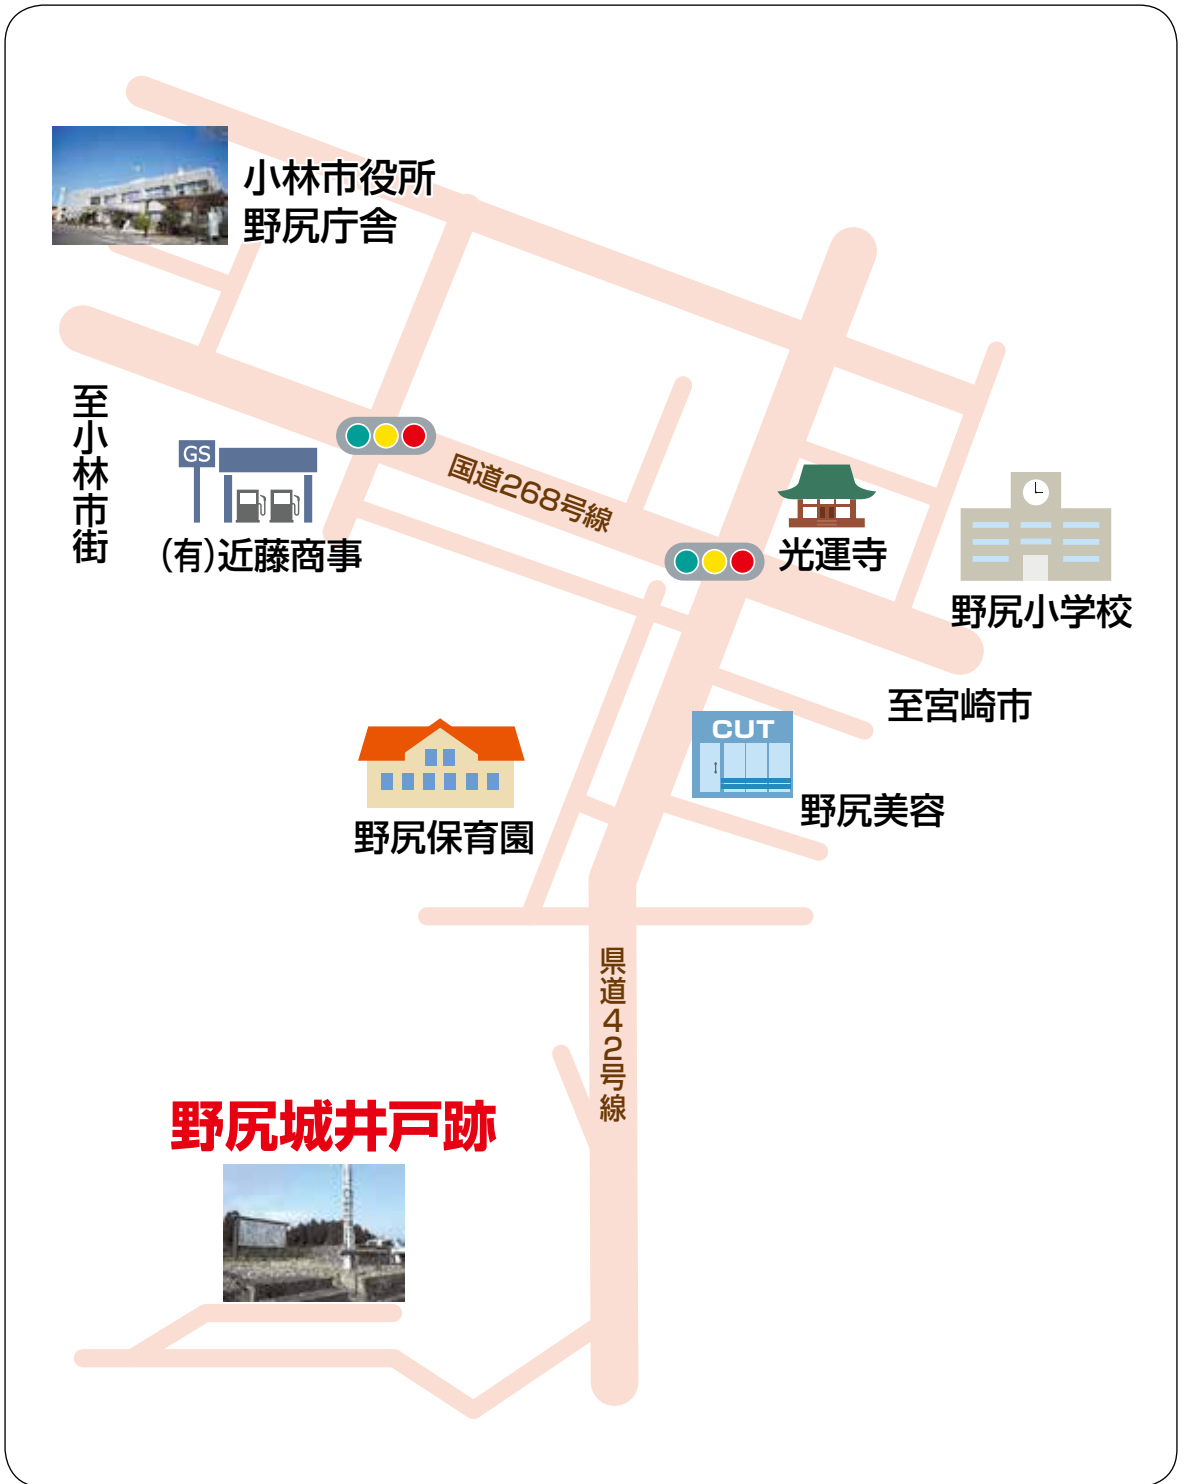 小林市役所
野尻庁舎
至小林市街
GS
(有)近藤商事
国道268号線
光運寺
野尻小学校
至宮崎市
CUT
野尻美容
野尻保育園
県道42号線
野尻城井戸跡